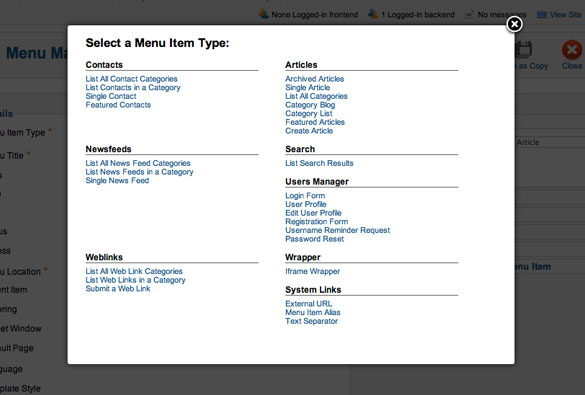 None Logged-in frontend
1 Logged-in backend
No messages
View Site
Menu Ma
as Copy
Close
Select a Menu Item Type:
Contacts
List All Contact Categories
List Contacts in a Category
Single Contact
Featured Contacts
Articles
Archived Articles
Single Article
List All Categories
Category Blog
Category List
Featured Articles
Create Article
Newsfeeds
List All News Feed Categories
List News Feeds in a Category
Single News Feed
Search
List Search Results
Users Manager
Login Form
User Profile
Edit User Profile
Registration Form
Username Reminder Request
Password Reset
Weblinks
List All Web Link Categories
List Web Links in a Category
Submit a Web Link
Wrapper
Iframe Wrapper
System Links
External URL
Menu Item Alias
Text Separator
ails
nu Item Type *
nu Title *
us
ess
nu Location *
ent Item
ering
et Window
ault Page
guage
plate Style
Article
enu Item